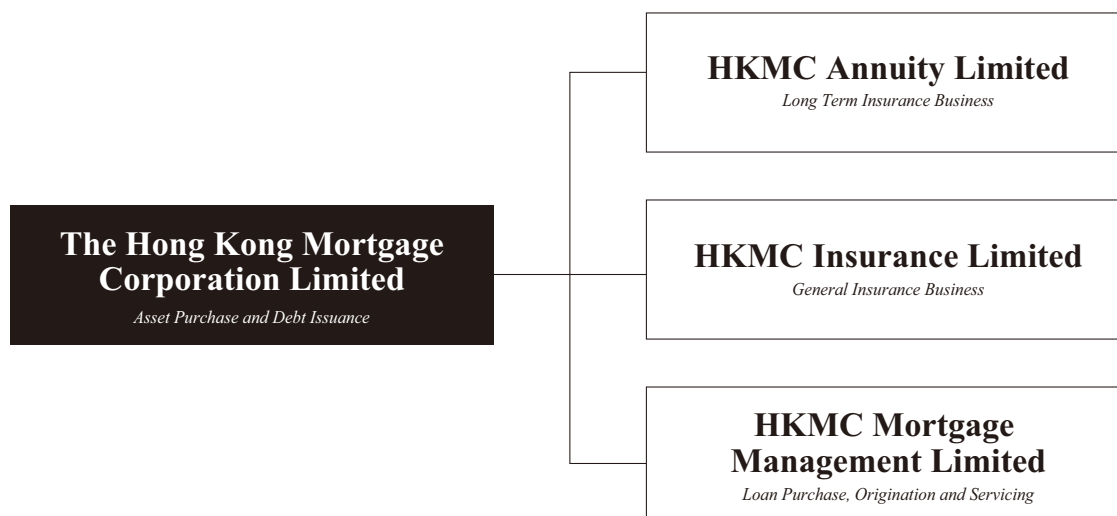 HKMC Annuity Limited
Long Term Insurance Business
The Hong Kong Mortgage
Corporation Limited
Asset Purchase and Debt Issuance
HKMC Insurance Limited
General Insurance Business
HKMC Mortgage
Management Limited
Loan Purchase, Origination and Servicing